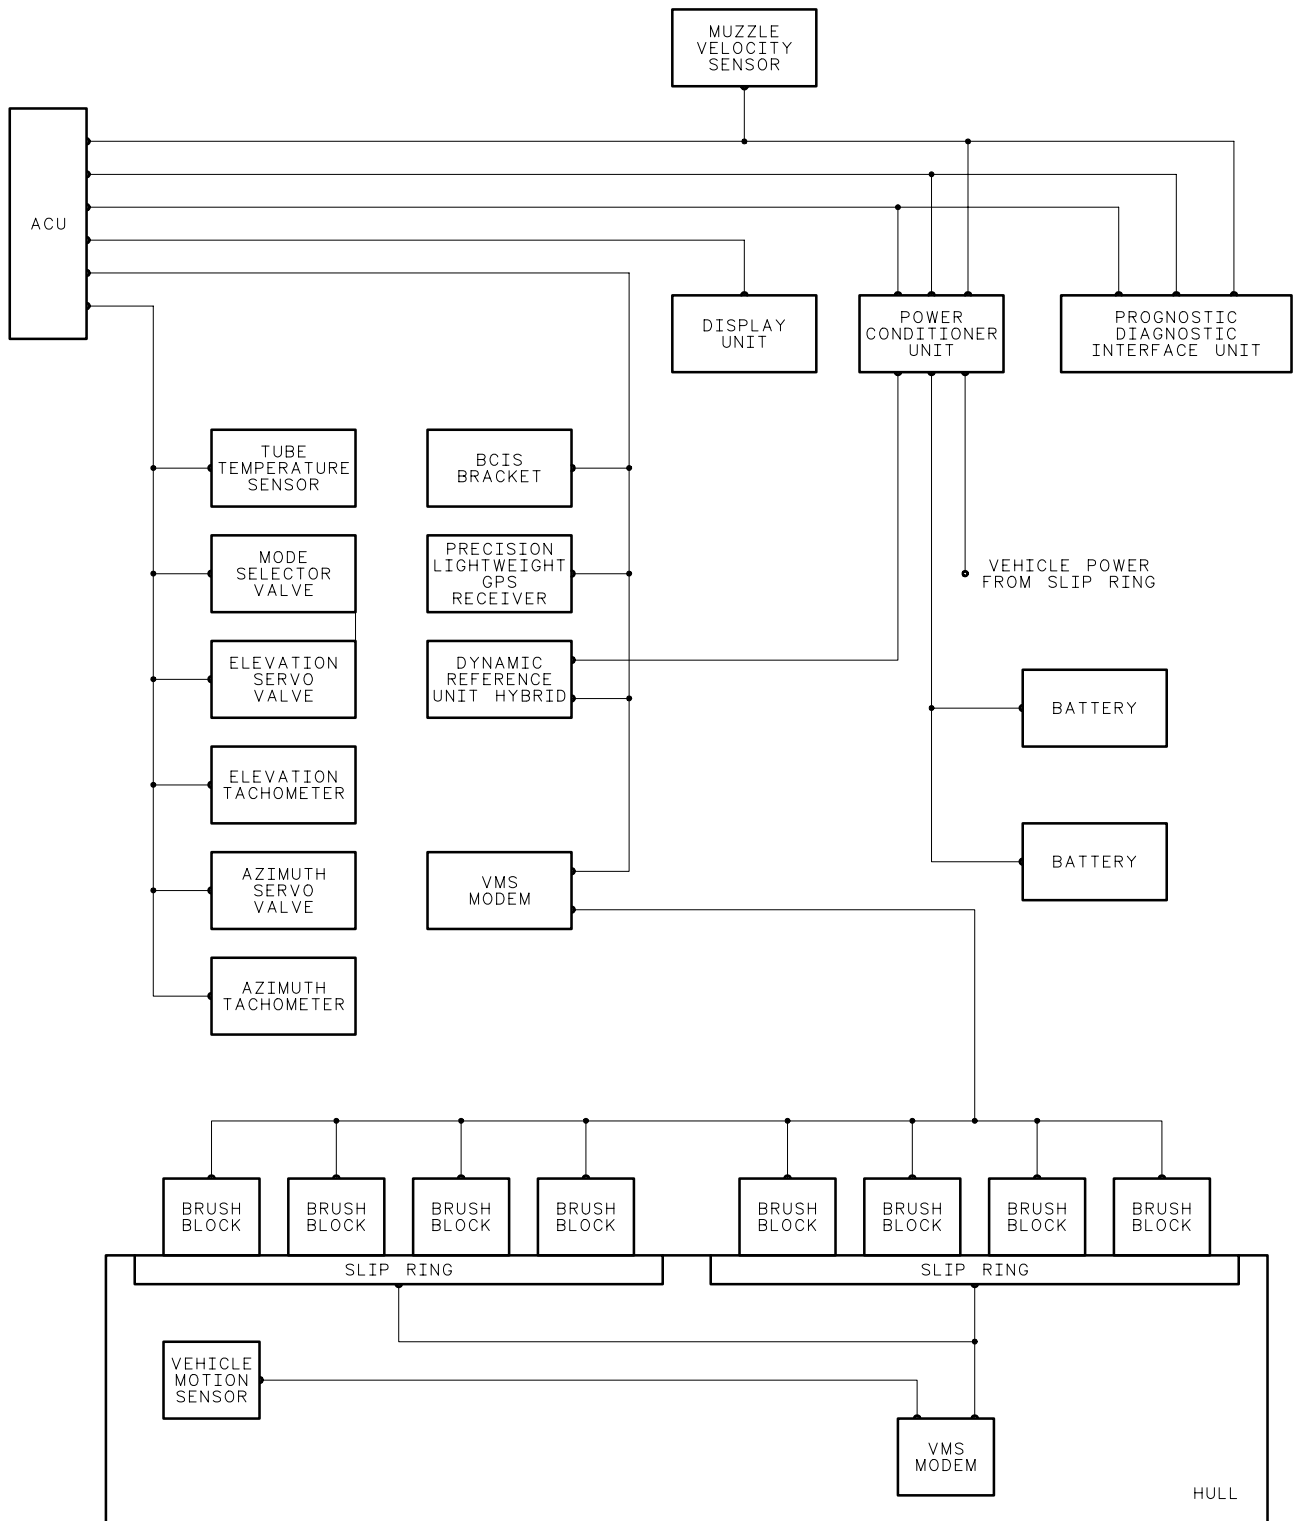 MUZZLE
VELOCITY
SENSOR
ACU
DISPLAY
UNIT
POWER
CONDITIONER
UNIT
PROGNOSTIC
DIAGNOSTIC
INTERFACE UNIT
TUBE
TEMPERATURE
SENSOR
BCIS
BRACKET
MODE
SELECTOR
VALVE
PRECISION
LIGHTWEIGHT
GPS
RECEIVER
VEHICLE POWER
FROM SLIP RING
ELEVATION
SERVO
VALVE
DYNAMIC
REFERENCE
UNIT HYBRID
BATTERY
ELEVATION
TACHOMETER
BATTERY
AZIMUTH
SERVO
VALVE
VMS
MODEM
AZIMUTH
TACHOMETER
BRUSH
BLOCK
BRUSH
BLOCK
BRUSH
BLOCK
BRUSH
BLOCK
BRUSH
BLOCK
BRUSH
BLOCK
BRUSH
BLOCK
BRUSH
BLOCK
SLIP RING
SLIP RING
VEHICLE
MOTION
SENSOR
VMS
MODEM
HULL